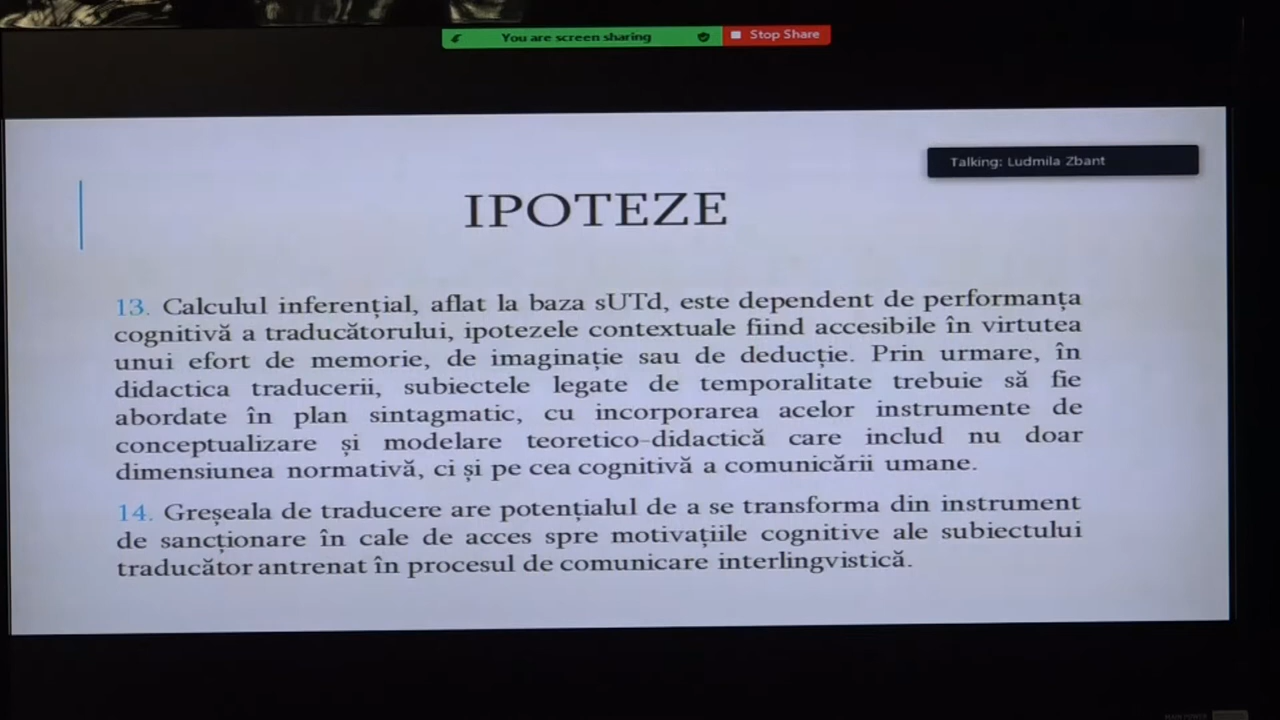 You are screen sharing
Stop Share
Talking: Ludmila Zbant
IPOTEZE
13. Calculul inferențial, aflat la baza sUTd, este dependent de performanța
cognitivă a traducătorului, ipotezele contextuale fiind accesibile în virtutea
unui efort de memorie, de imaginație sau de deducție. Prin urmare, în
didactica traducerii, subiectele legate de temporalitate trebuie să fie
abordate în plan sintagmatic, cu incorporarea acelor instrumente de
conceptualizare și modelare teoretico-didactică care includ nu doar
dimensiunea normativă, ci și pe cea cognitivă a comunicării umane.
14. Greșeala de traducere are potențialul de a se transforma din instrument
de sancționare în cale de acces spre motivațiile cognitive ale subiectului
traducător antrenat în procesul de comunicare interlingvistică.